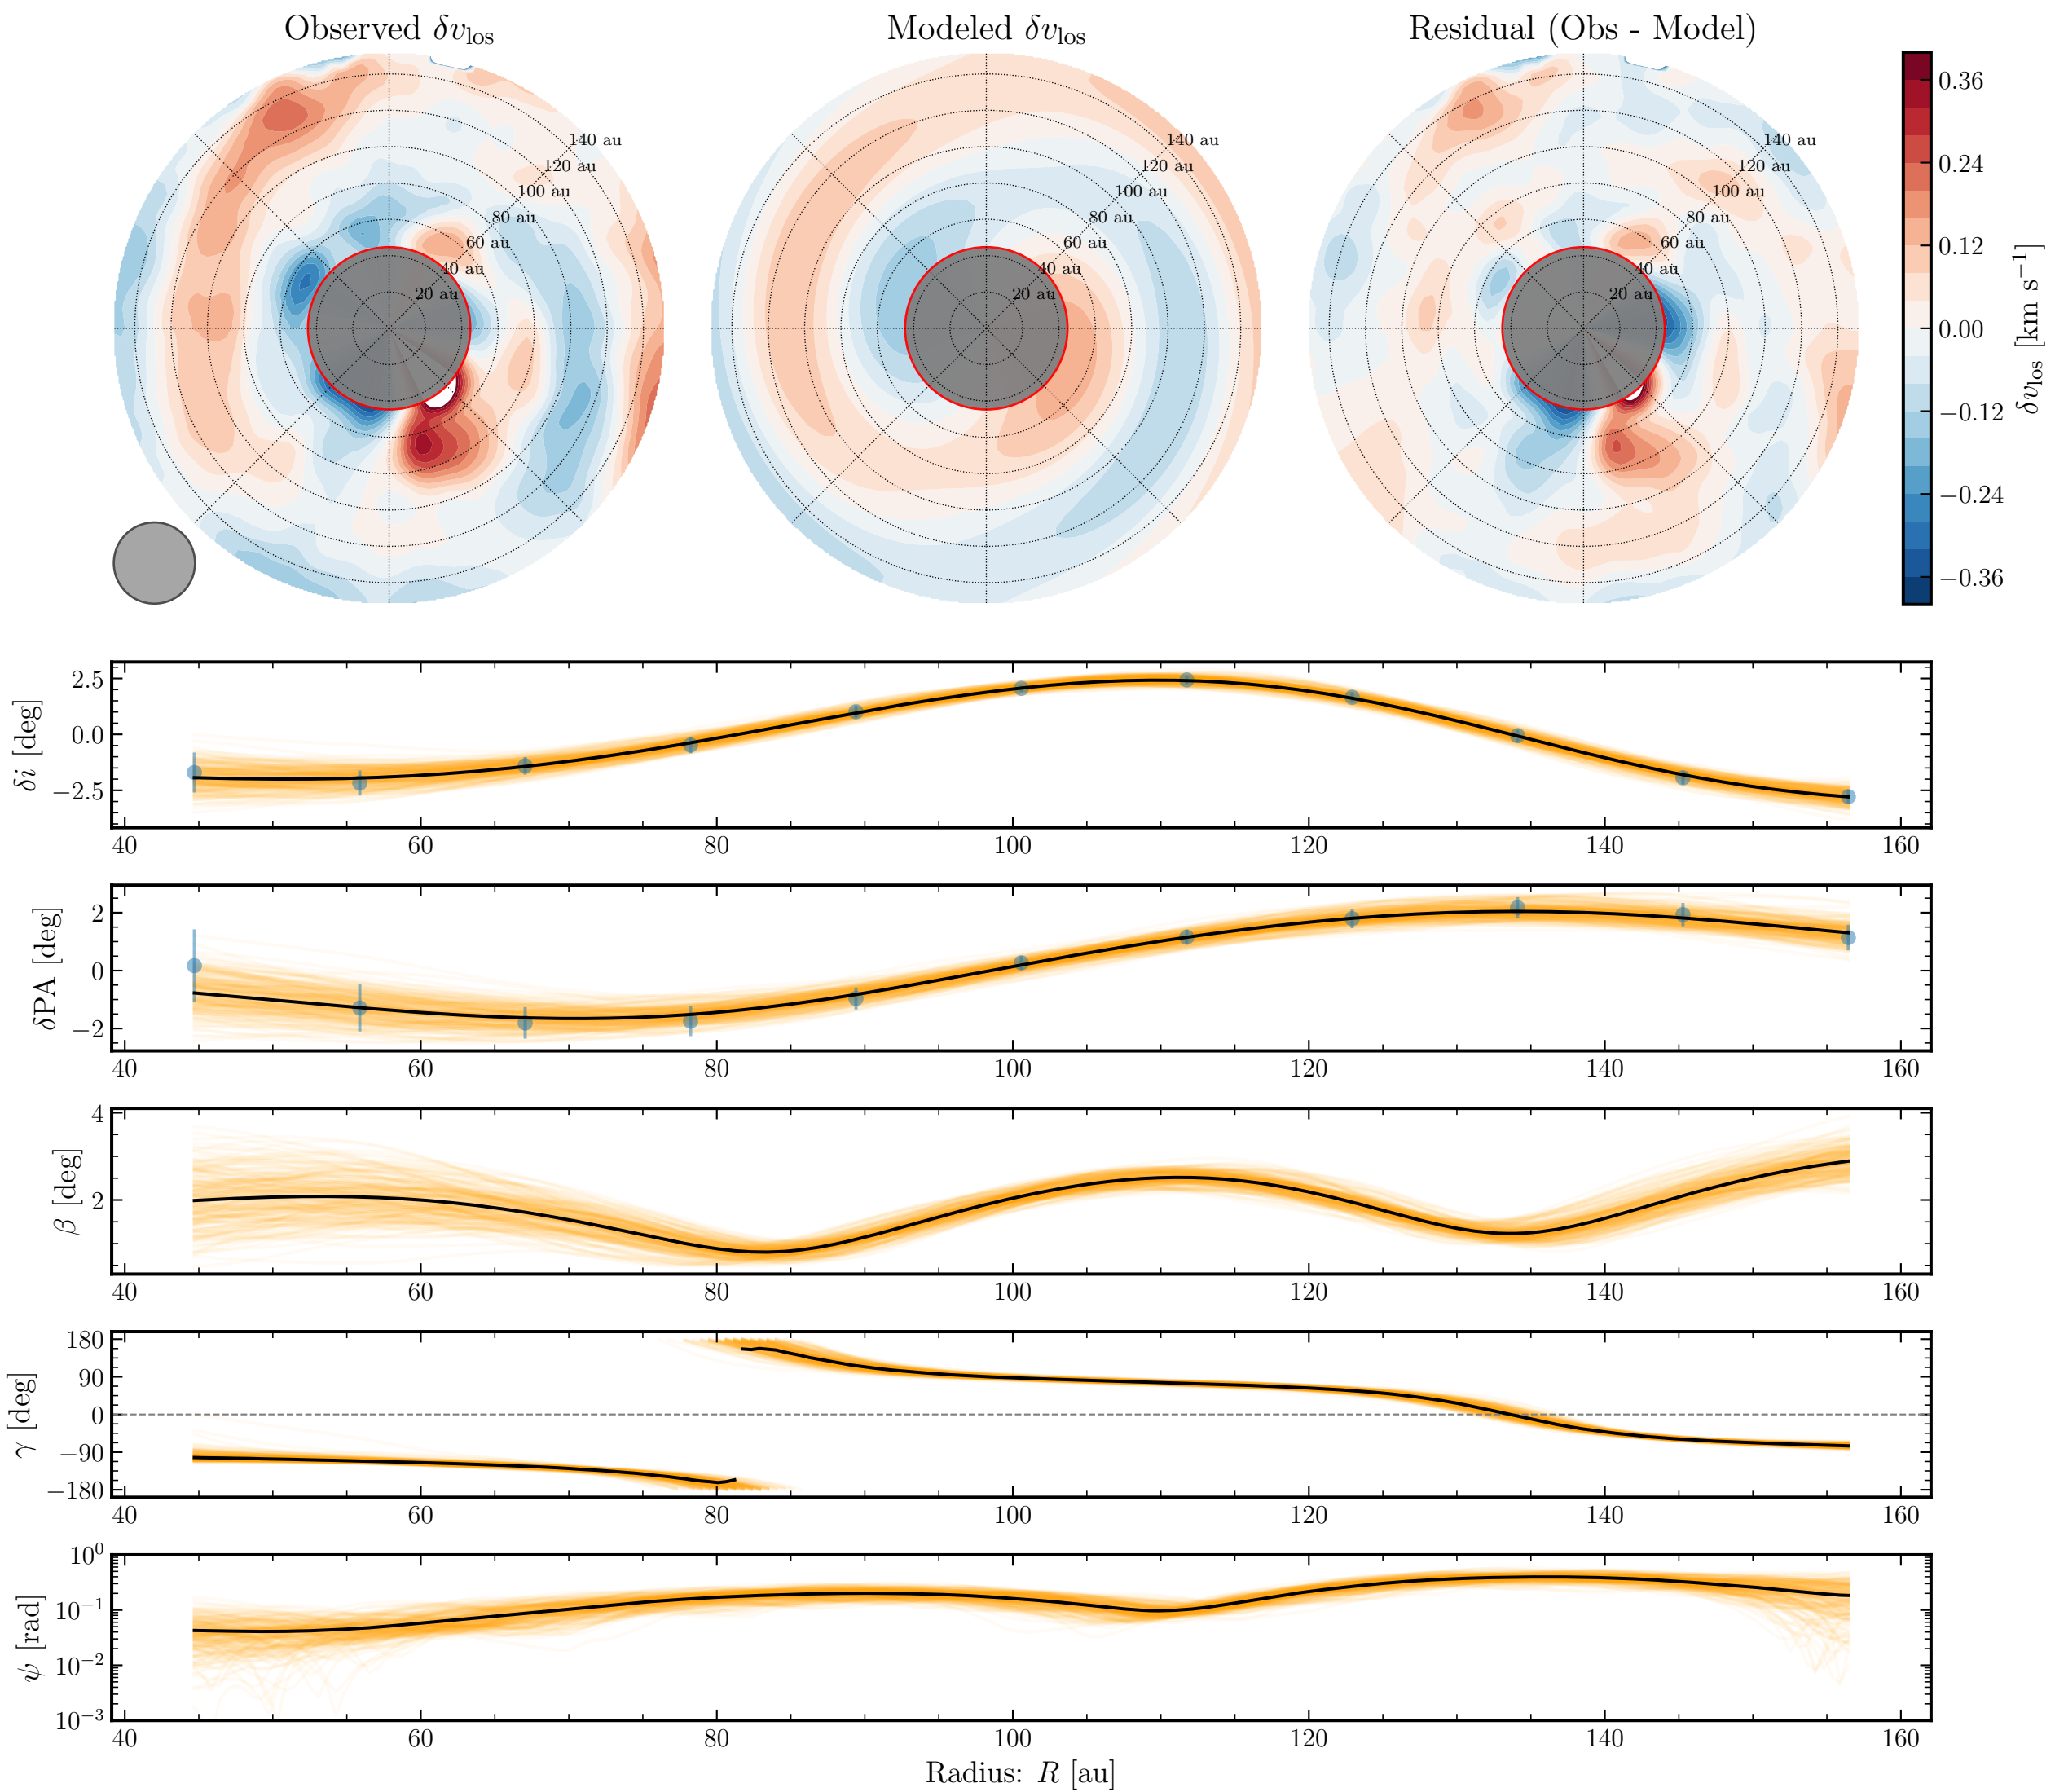 Observed δv_los
Modeled δv_los
Residual (Obs - Model)
140 au
120 au
100 au
80 au
60 au
40 au
20 au
140 au
120 au
100 au
80 au
60 au
40 au
20 au
140 au
120 au
100 au
80 au
60 au
40 au
20 au
0.36
0.24
0.12
0.00
−0.12
−0.24
−0.36
δv_los [km s⁻¹]
δi [deg]
2.5
0.0
−2.5
40 60 80 100 120 140 160
δPA [deg]
2
0
−2
40 60 80 100 120 140 160
β [deg]
4
2
40 60 80 100 120 140 160
γ [deg]
180
90
0
−90
−180
40 60 80 100 120 140 160
ψ [rad]
10⁰
10⁻¹
10⁻²
10⁻³
40 60 80 100 120 140 160
Radius: R [au]